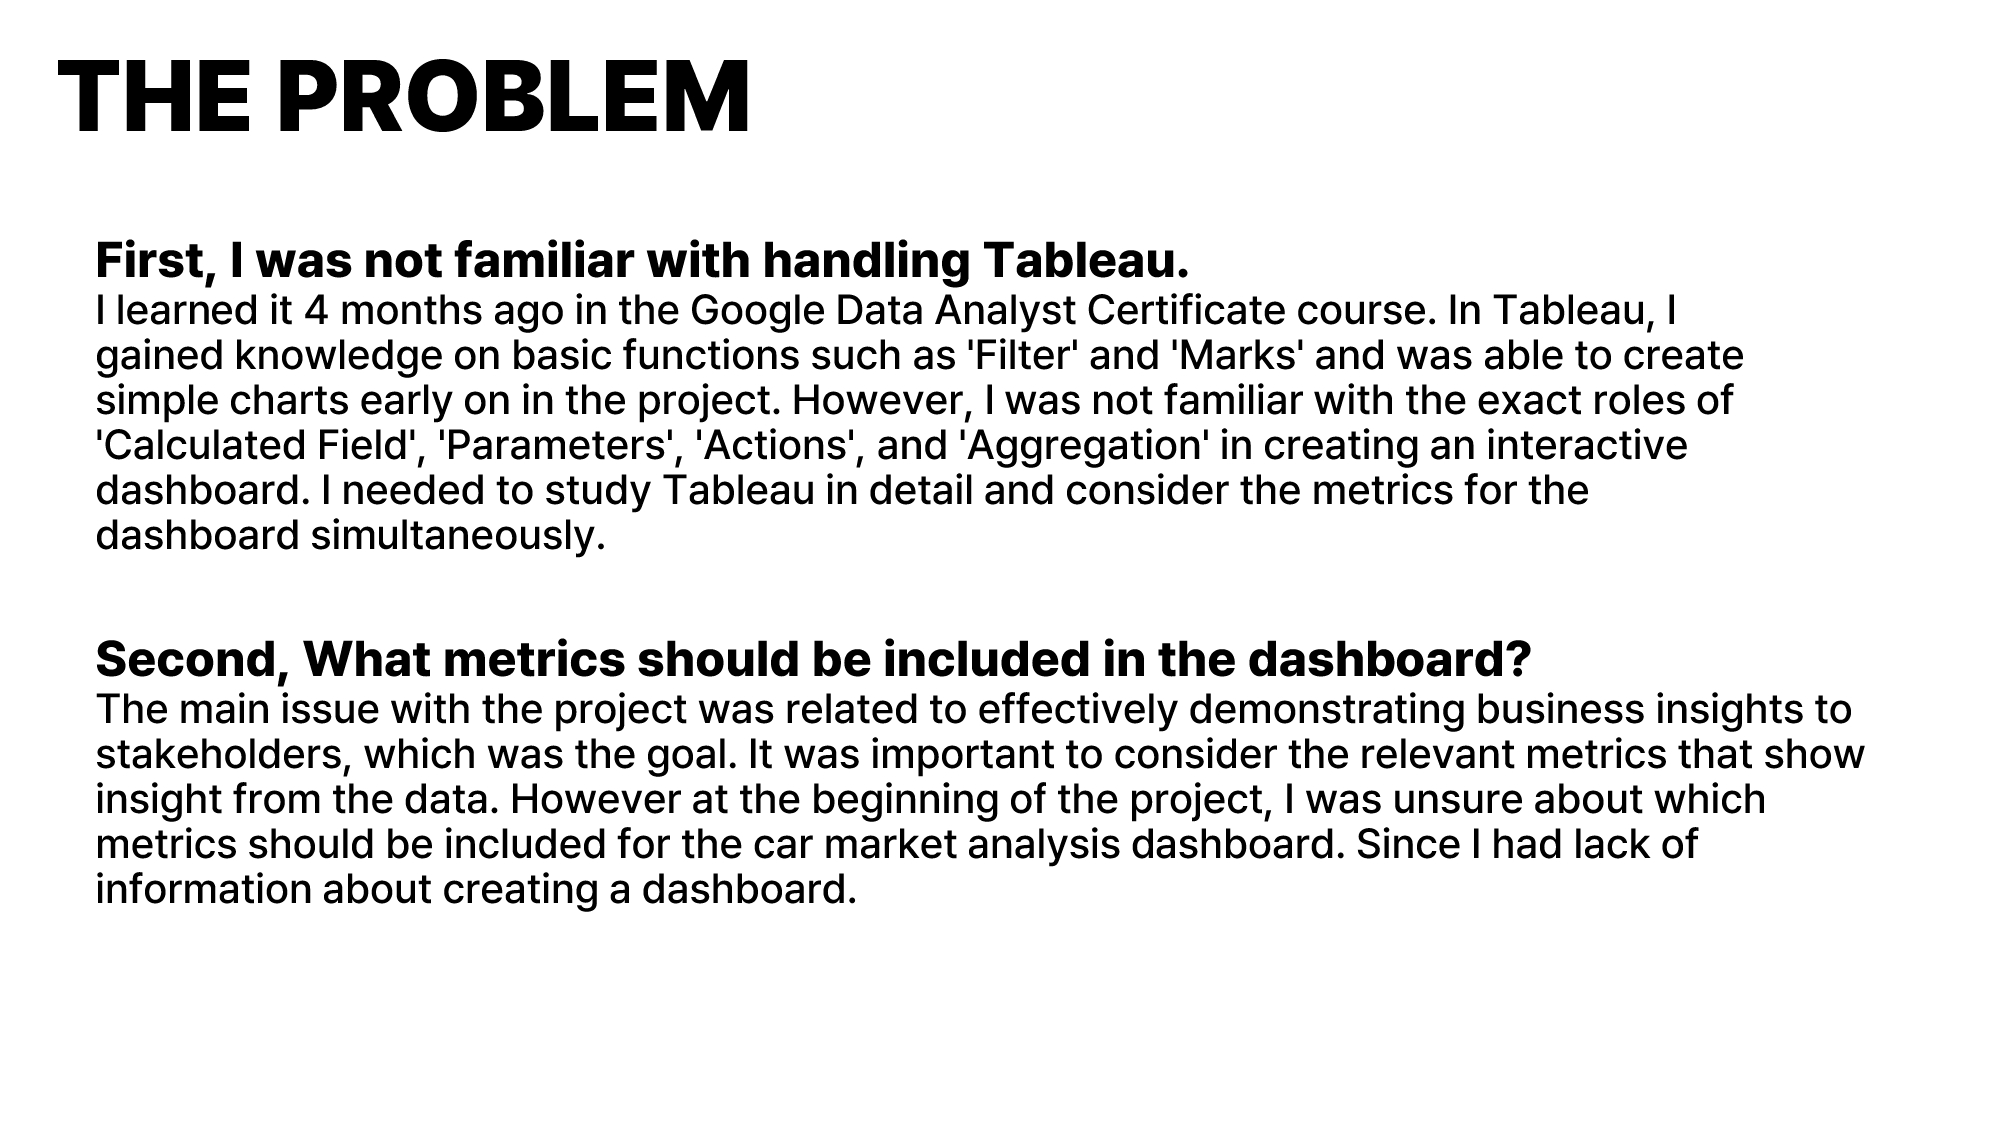 THE PROBLEM
First, I was not familiar with handling Tableau.
I learned it 4 months ago in the Google Data Analyst Certificate course. In Tableau, I
gained knowledge on basic functions such as 'Filter' and 'Marks' and was able to create
simple charts early on in the project. However, I was not familiar with the exact roles of
'Calculated Field', 'Parameters', 'Actions', and 'Aggregation' in creating an interactive
dashboard. I needed to study Tableau in detail and consider the metrics for the
dashboard simultaneously.
Second, What metrics should be included in the dashboard?
The main issue with the project was related to effectively demonstrating business insights to
stakeholders, which was the goal. It was important to consider the relevant metrics that show
insight from the data. However at the beginning of the project, I was unsure about which
metrics should be included for the car market analysis dashboard. Since I had lack of
information about creating a dashboard.